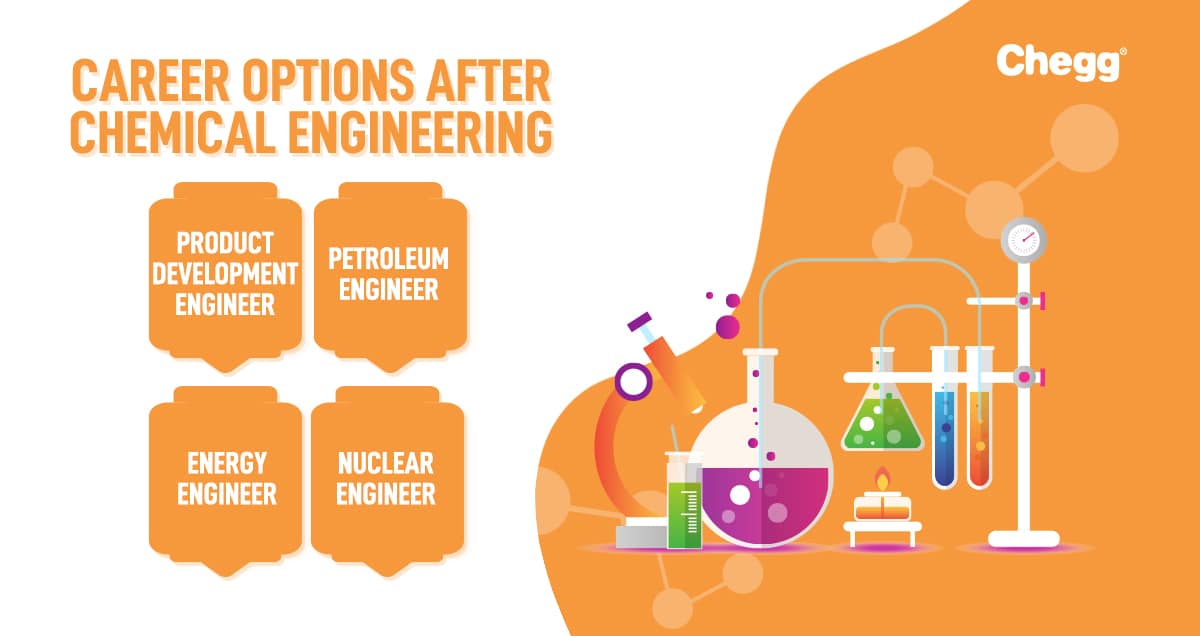 CAREER OPTIONS AFTER
CHEMICAL ENGINEERING
Chegg®
PRODUCT
DEVELOPMENT
ENGINEER
PETROLEUM
ENGINEER
ENERGY
ENGINEER
NUCLEAR
ENGINEER